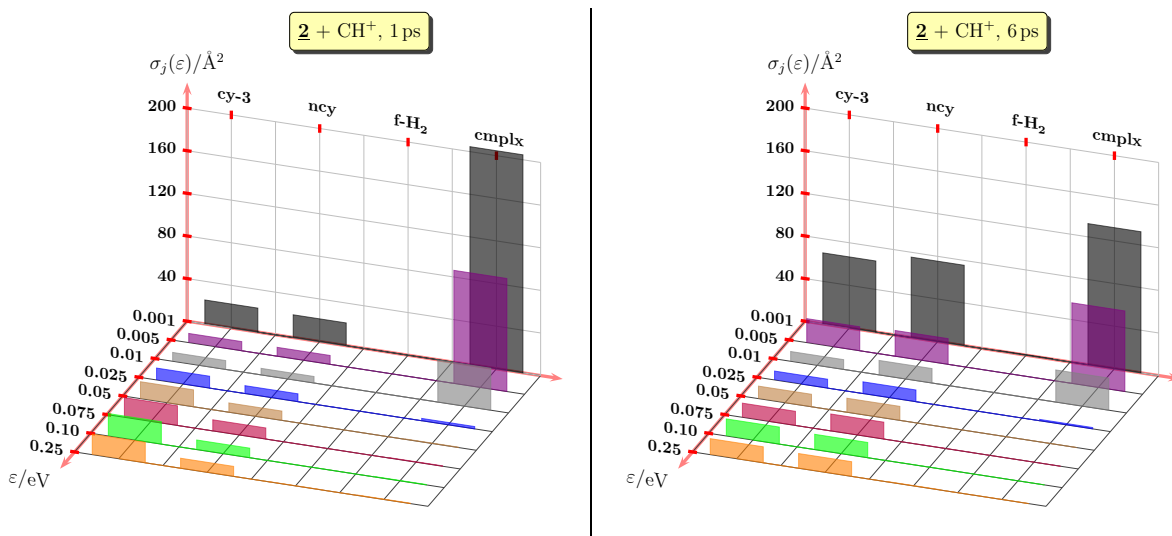 2 + CH⁺, 1 ps
σⱼ(ε)/Å²
200
160
120
80
40
0.001
0.005
0.01
0.025
0.05
0.075
0.10
0.25
ε/eV
cy-3
ncy
f-H₂
cmplx
2 + CH⁺, 6 ps
σⱼ(ε)/Å²
200
160
120
80
40
0.001
0.005
0.01
0.025
0.05
0.075
0.10
0.25
ε/eV
cy-3
ncy
f-H₂
cmplx